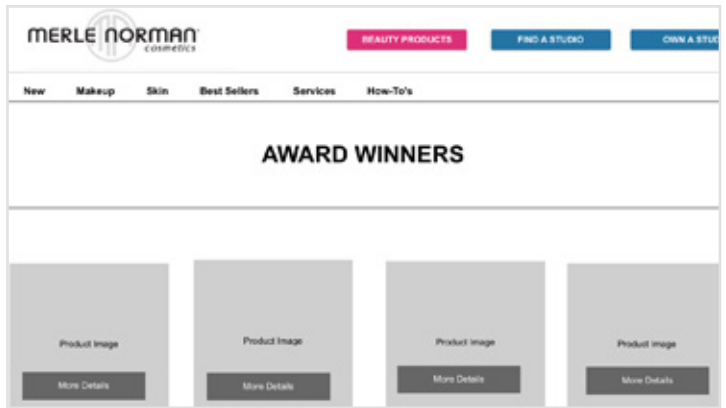 MERLE NORMAN
cosmetics
BEAUTY PRODUCTS FIND A STUDIO OWN A STUD
New Makeup Skin Best Sellers Services How-To's
AWARD WINNERS
Product Image Product Image Product Image Product Image
More Details More Details More Details More Details